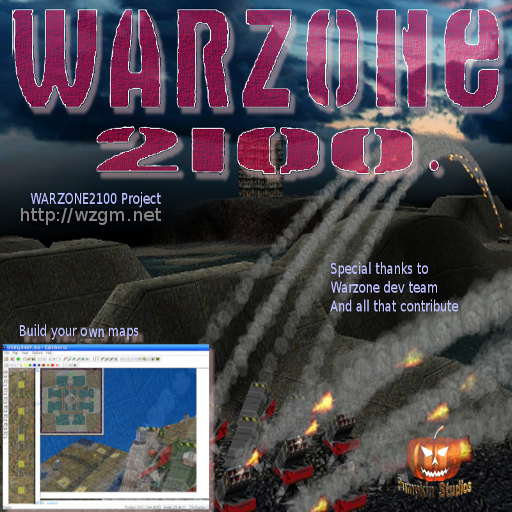 WARZONE
2100.
WARZONE2100 Project
http://wzgm.net
Special thanks to
Warzone dev team
And all that contribute
Build your own maps
Pumpkin Studios